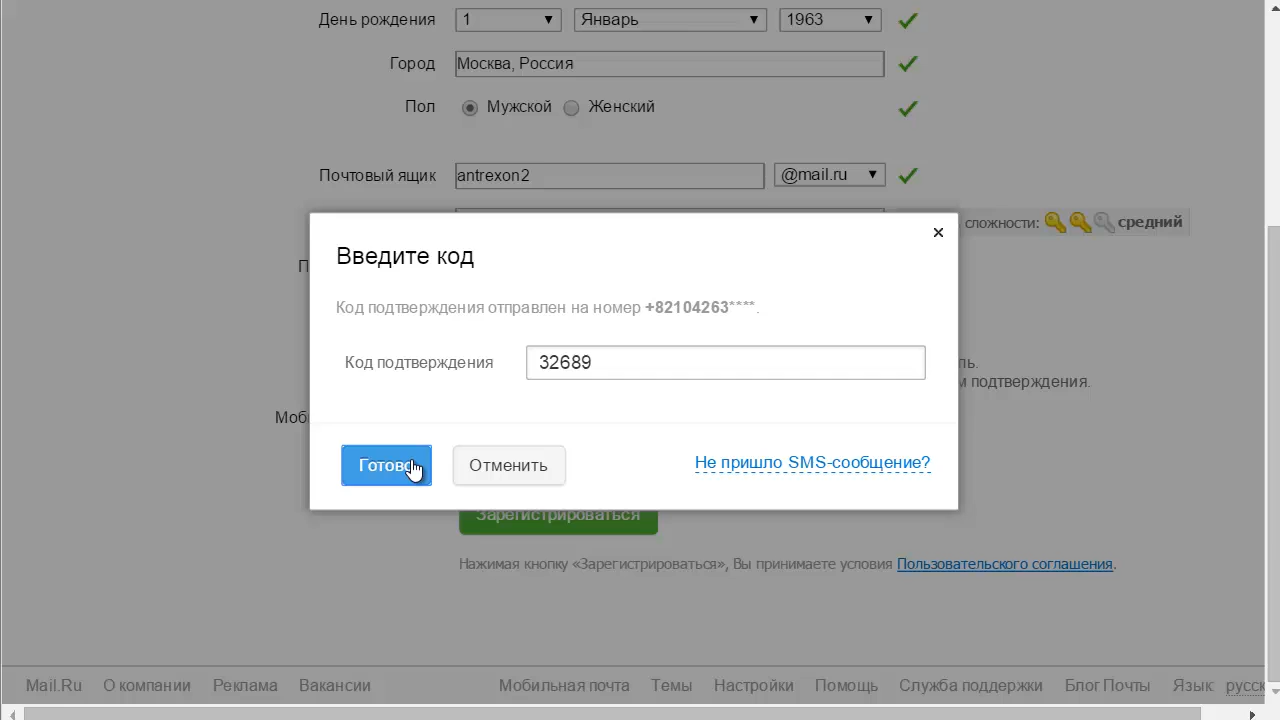 День рождения 1 Январь 1963
Город Москва, Россия
Пол Мужской Женский
Почтовый ящик antrexon2 @mail.ru
сложности: средний
Введите код
Код подтверждения отправлен на номер +82104263****.
Код подтверждения 32689
подтверждения.
Готово Отменить Не пришло SMS-сообщение?
Зарегистрироваться
Нажимая кнопку «Зарегистрироваться», Вы принимаете условия Пользовательского соглашения.
Mail.Ru О компании Реклама Вакансии Мобильная почта Темы Настройки Помощь Служба поддержки Блог Почты Язык: русск